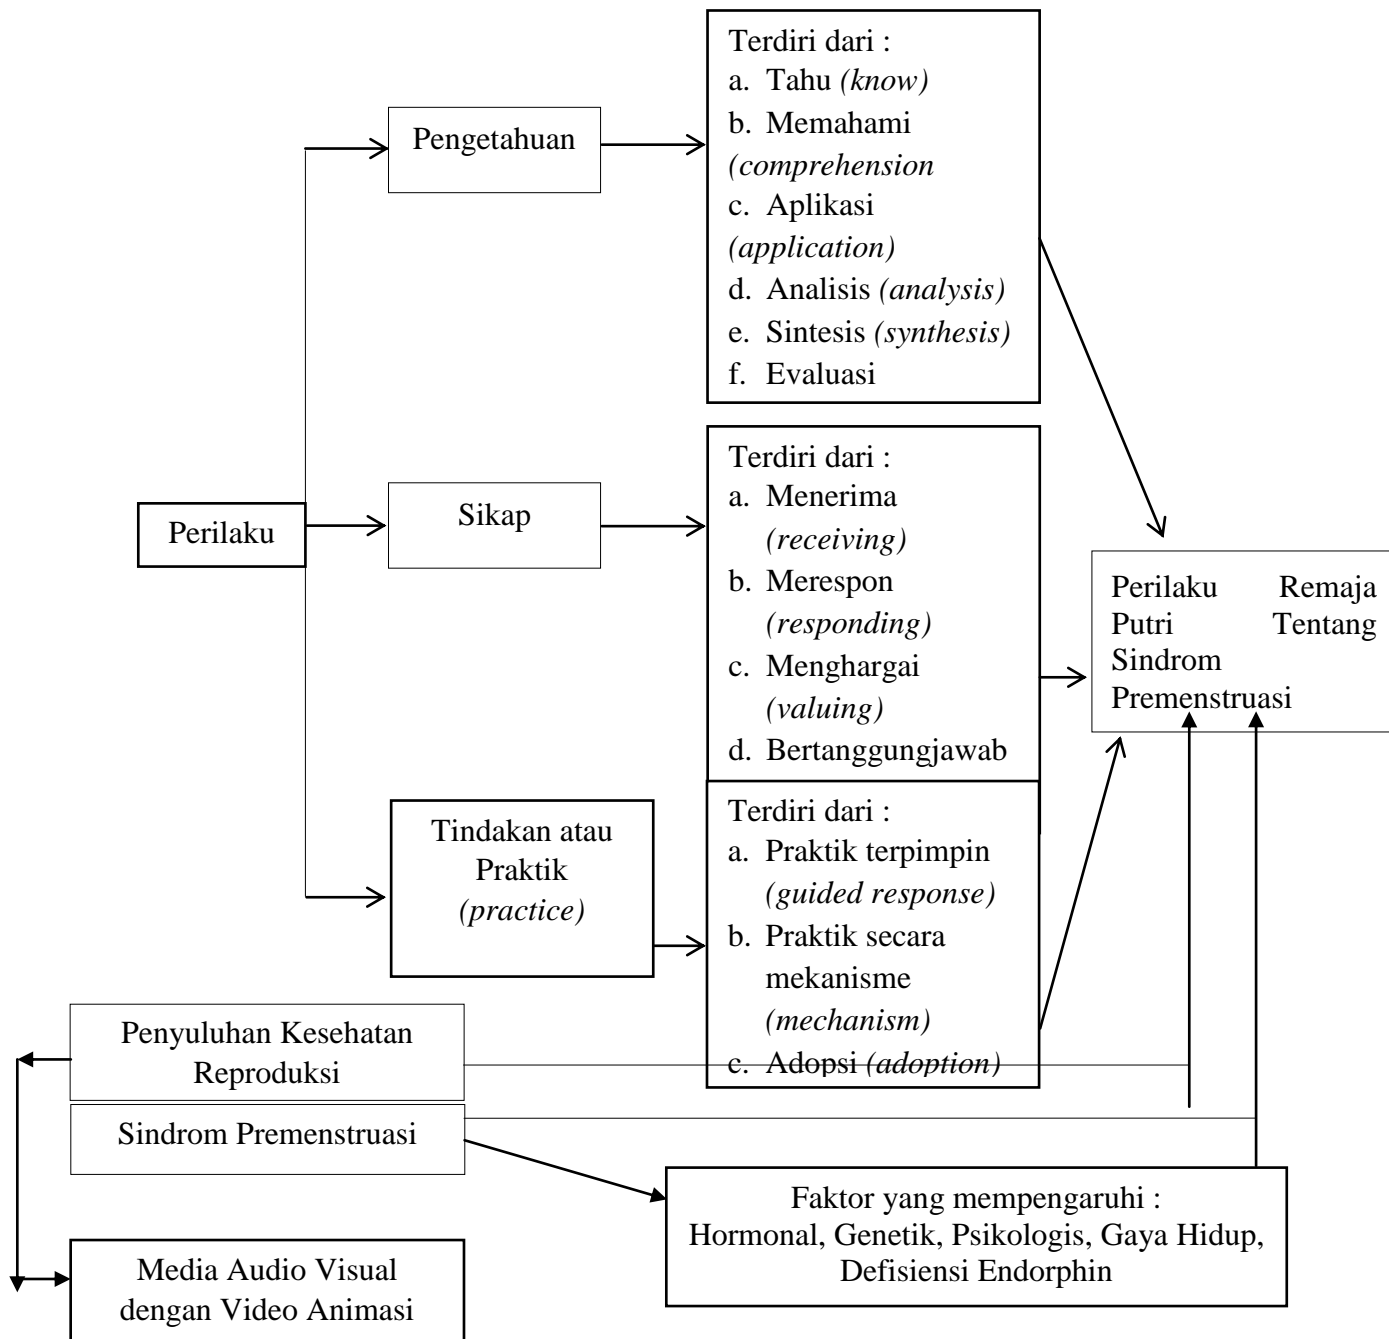 Terdiri dari :
a. Tahu (know)
b. Memahami
(comprehension
c. Aplikasi
(application)
d. Analisis (analysis)
e. Sintesis (synthesis)
f. Evaluasi
Pengetahuan
Terdiri dari :
a. Menerima
(receiving)
b. Merespon
(responding)
c. Menghargai
(valuing)
d. Bertanggungjawab
Sikap
Perilaku
Perilaku Remaja
Putri Tentang
Sindrom
Premenstruasi
Tindakan atau
Praktik
(practice)
Terdiri dari :
a. Praktik terpimpin
(guided response)
b. Praktik secara
mekanisme
(mechanism)
c. Adopsi (adoption)
Penyuluhan Kesehatan
Reproduksi
Sindrom Premenstruasi
Faktor yang mempengaruhi :
Hormonal, Genetik, Psikologis, Gaya Hidup,
Defisiensi Endorphin
Media Audio Visual
dengan Video Animasi